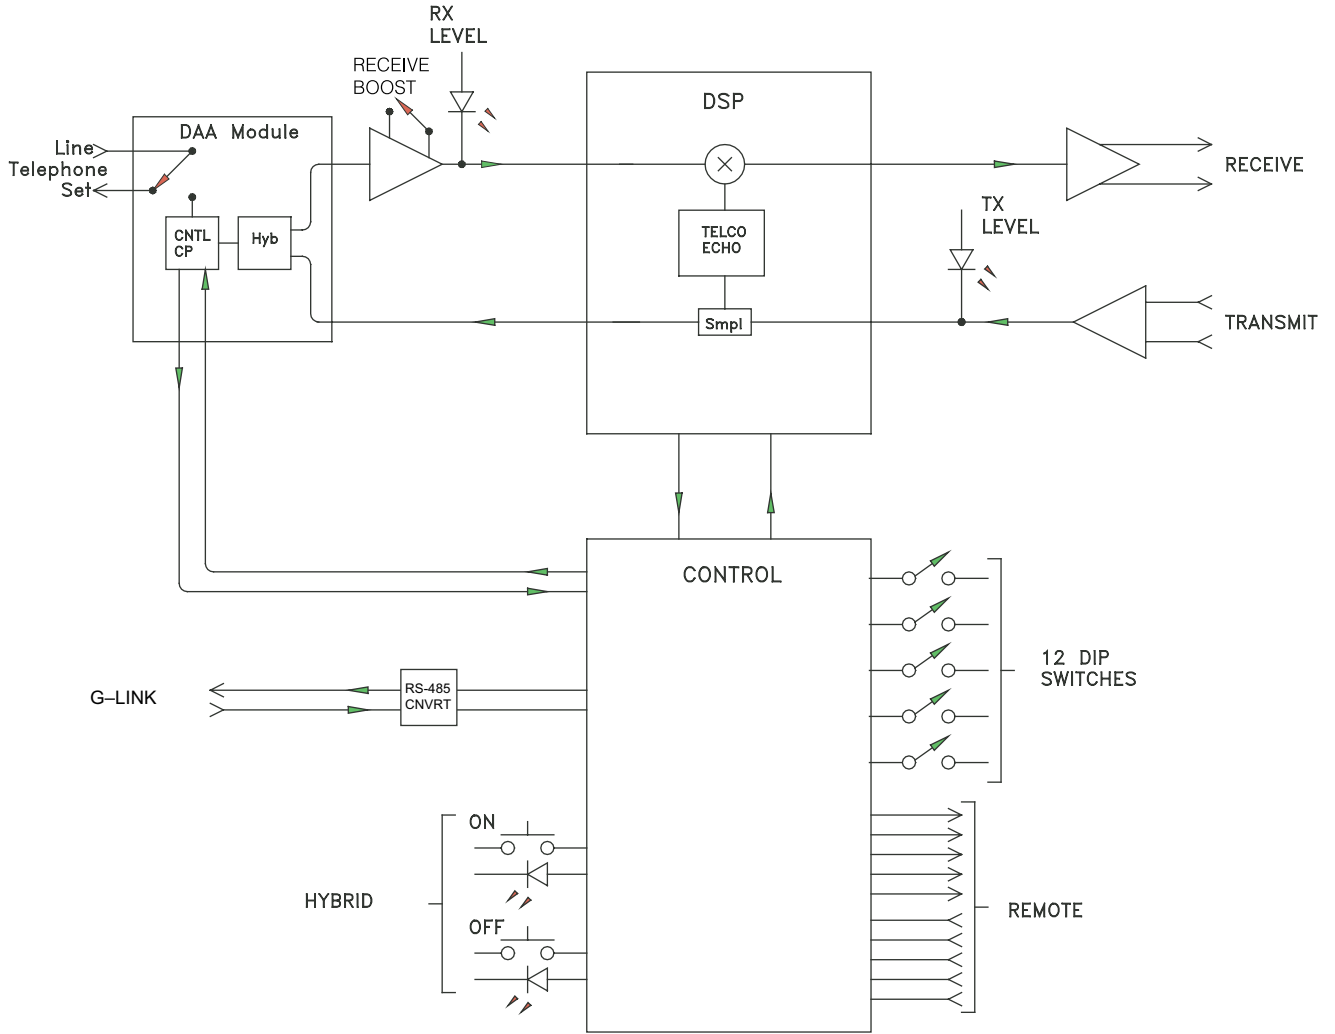 RX
LEVEL
RECEIVE
BOOST
DSP
DAA Module
Line
Telephone
Set
RECEIVE
TX
LEVEL
CNTL
CP
Hyb
TELCO
ECHO
Smpl
TRANSMIT
CONTROL
12 DIP
SWITCHES
G–LINK
RS-485
CNVRT
ON
HYBRID
OFF
REMOTE